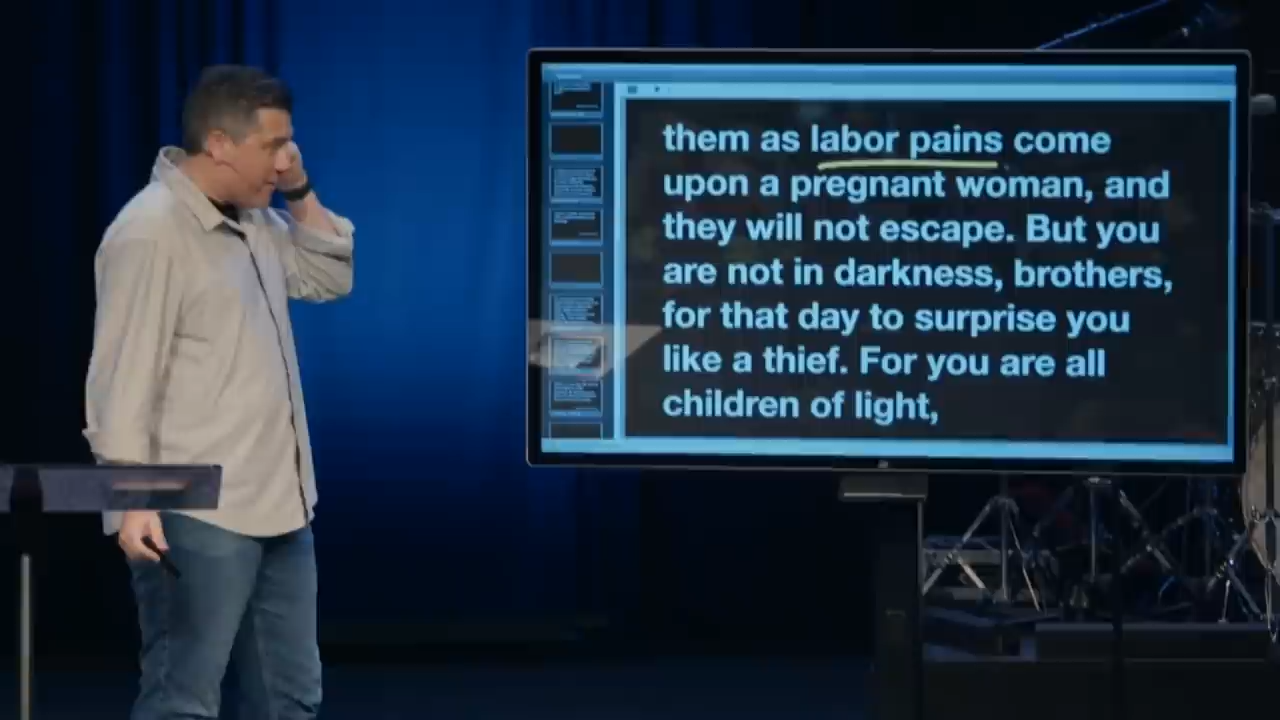 them as labor pains come
upon a pregnant woman, and
they will not escape. But you
are not in darkness, brothers,
for that day to surprise you
like a thief. For you are all
children of light,